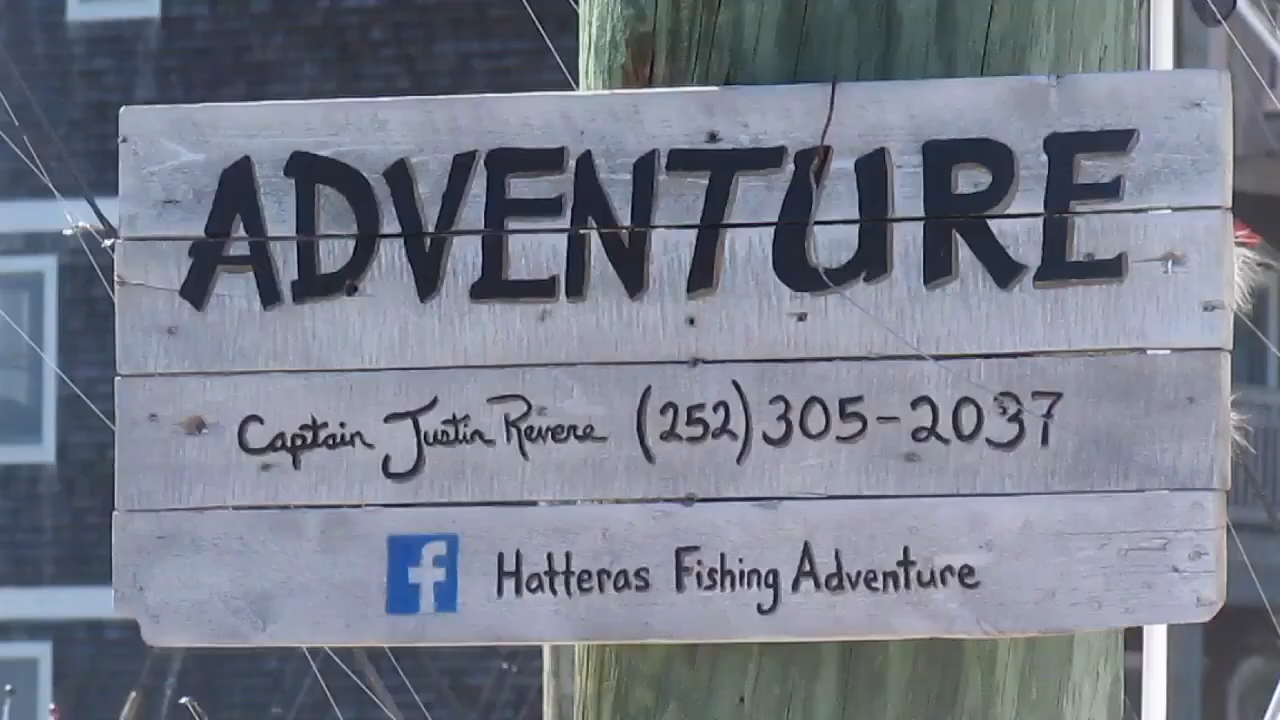 ADVENTURE
Captain Justin Revere (252)305-2037
f Hatteras Fishing Adventure